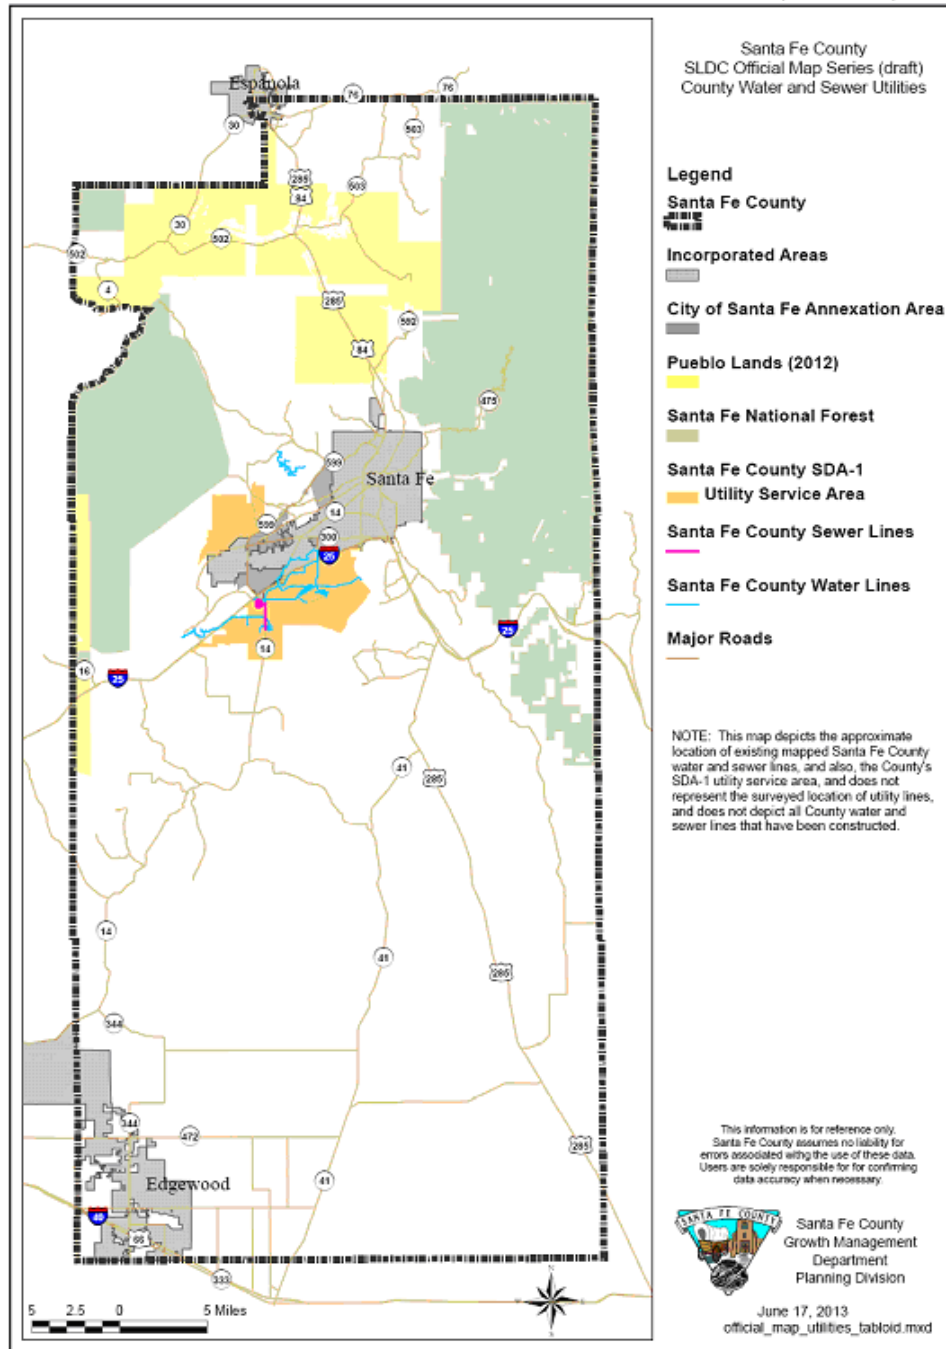 Santa Fe County
SLDC Official Map Series (draft)
County Water and Sewer Utilities
Legend
Santa Fe County
Incorporated Areas
City of Santa Fe Annexation Area
Pueblo Lands (2012)
Santa Fe National Forest
Santa Fe County SDA-1
Utility Service Area
Santa Fe County Sewer Lines
Santa Fe County Water Lines
Major Roads
NOTE: This map depicts the approximate
location of existing mapped Santa Fe County
water and sewer lines, and also, the County's
SDA-1 utility service area, and does not
represent the surveyed location of utility lines,
and does not depict all County water and
sewer lines that have been constructed.
This information is for reference only.
Santa Fe County assumes no liability for
errors associated withg the use of these data.
Users are solely responsible for for confirming
data accuracy when necessary.
SANTA FE COUNTY
Santa Fe County
Growth Management
Department
Planning Division
June 17, 2013
official_map_utilities_tabloid.mxd
Espanola
76
76
30
503
285
84
503
30
502
502
4
285
592
84
475
599
Santa Fe
14
599
300
25
25
14
16
25
41
285
14
41
285
344
344
472
285
Edgewood
41
40
66
333
5 2.5 0 5 Miles
N